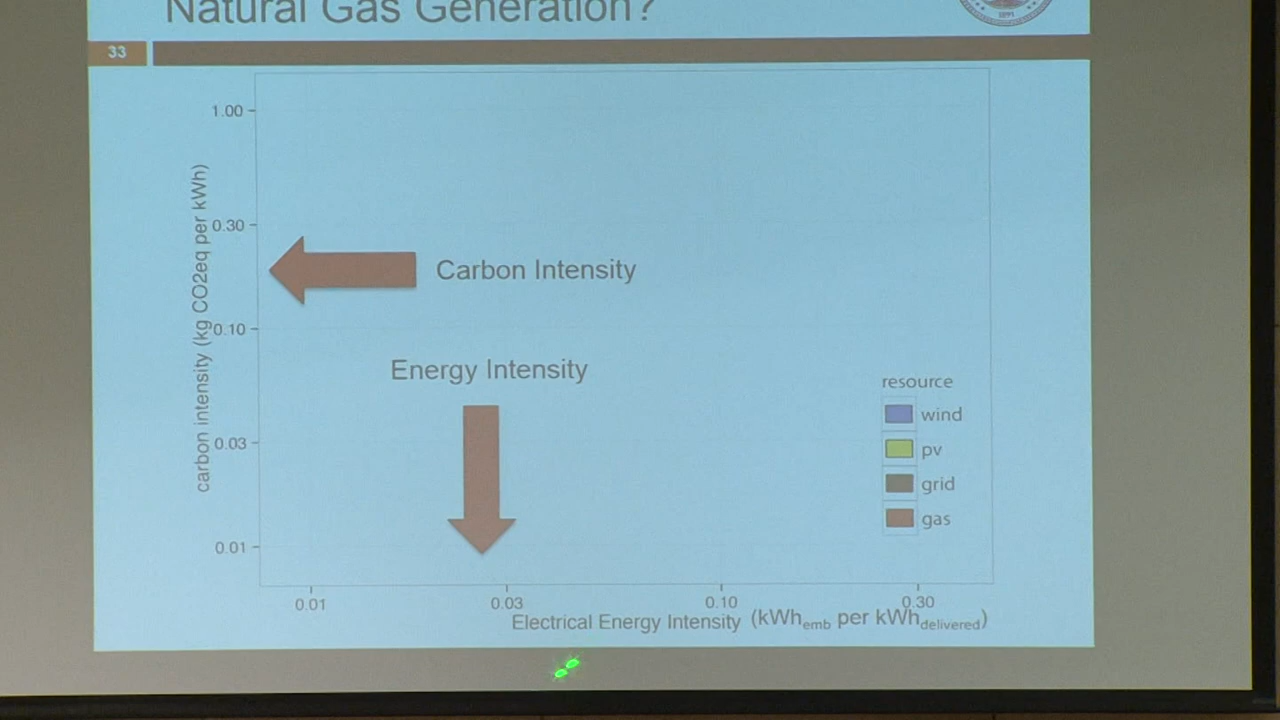 Natural Gas Generation?
1891
33
1.00
0.30
0.10
0.03
0.01
carbon intensity (kg CO2eq per kWh)
Carbon Intensity
Energy Intensity
resource
wind
pv
grid
gas
0.01
0.03
0.10
0.30
Electrical Energy Intensity (kWhemb per kWhdelivered)